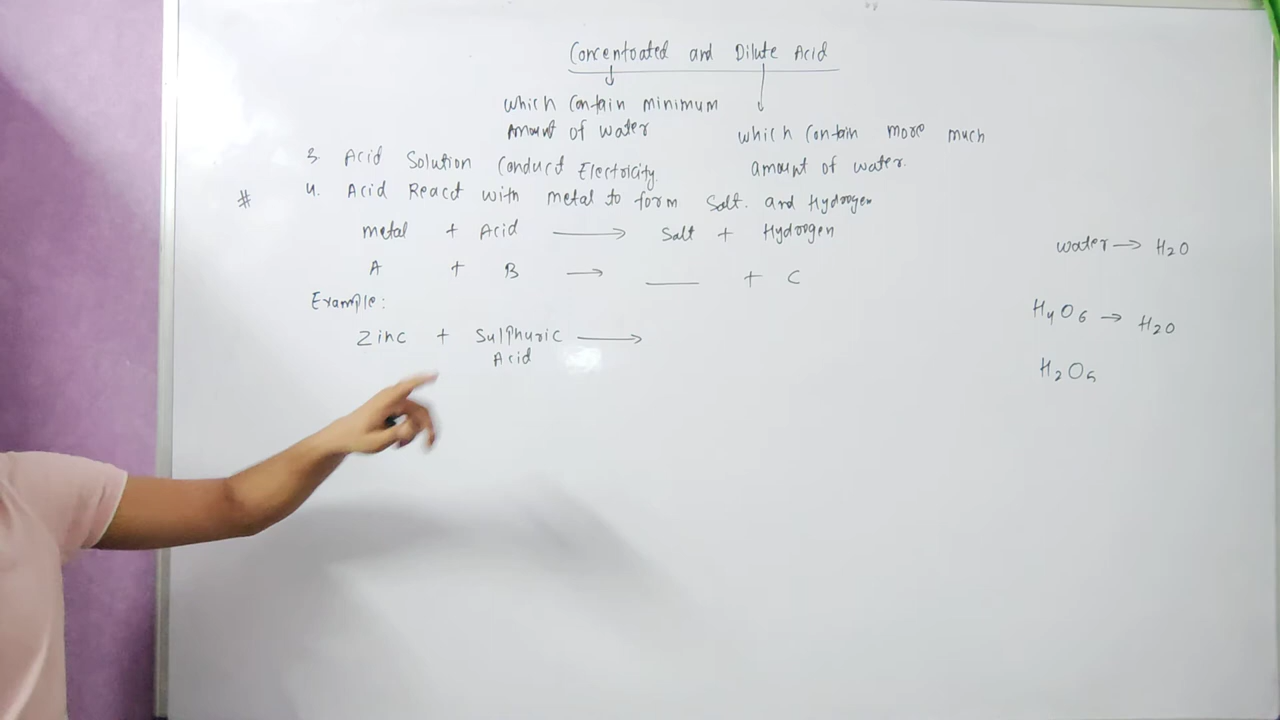 Concentrated and Dilute Acid
which contain minimum
Amount of water
which contain more much
amount of water.
3. Acid Solution Conduct Electricity.
# 4. Acid React with metal to form Salt. and Hydrogen
Metal + Acid ⟶ Salt + Hydrogen
A + B ⟶ ___ + C
Example:
Zinc + Sulphuric ⟶
Acid
water ⟶ H2O
H4O6 ⟶ H2O
H2O5